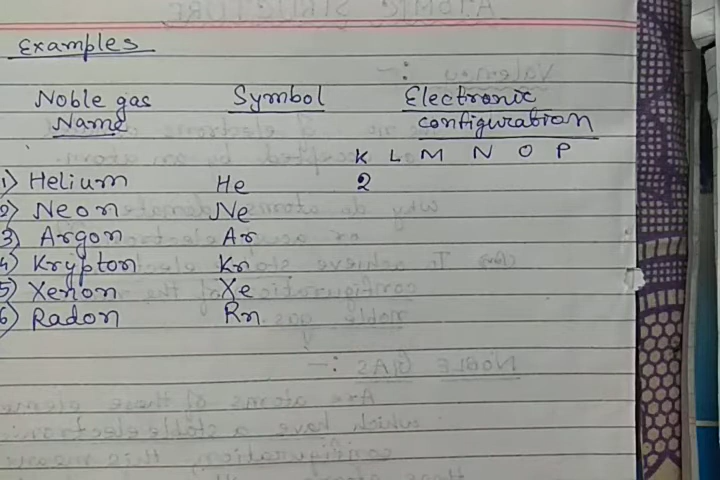 Examples
Noble gas Symbol Electronic
Name configuration
K L M N O P
1) Helium He 2
2) Neon Ne
3) Argon Ar
4) Krypton Kr
5) Xenon Xe
6) Radon Rn